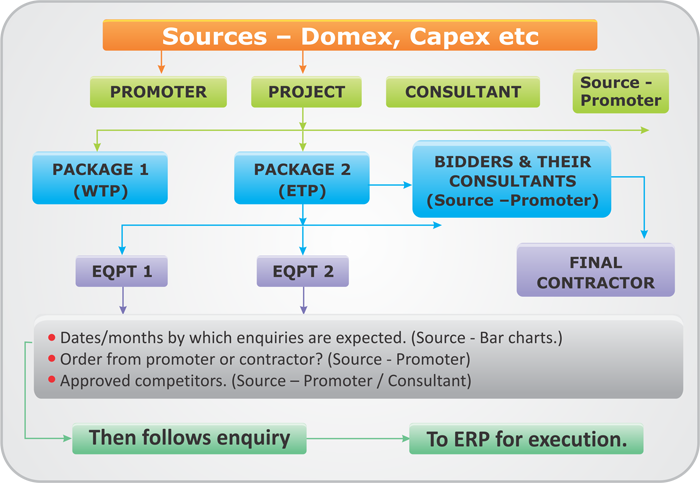 Sources – Domex, Capex etc
PROMOTER
PROJECT
CONSULTANT
Source -
Promoter
PACKAGE 1
(WTP)
PACKAGE 2
(ETP)
BIDDERS & THEIR
CONSULTANTS
(Source –Promoter)
EQPT 1
EQPT 2
FINAL
CONTRACTOR
• Dates/months by which enquiries are expected. (Source - Bar charts.)
• Order from promoter or contractor? (Source - Promoter)
• Approved competitors. (Source – Promoter / Consultant)
Then follows enquiry
To ERP for execution.